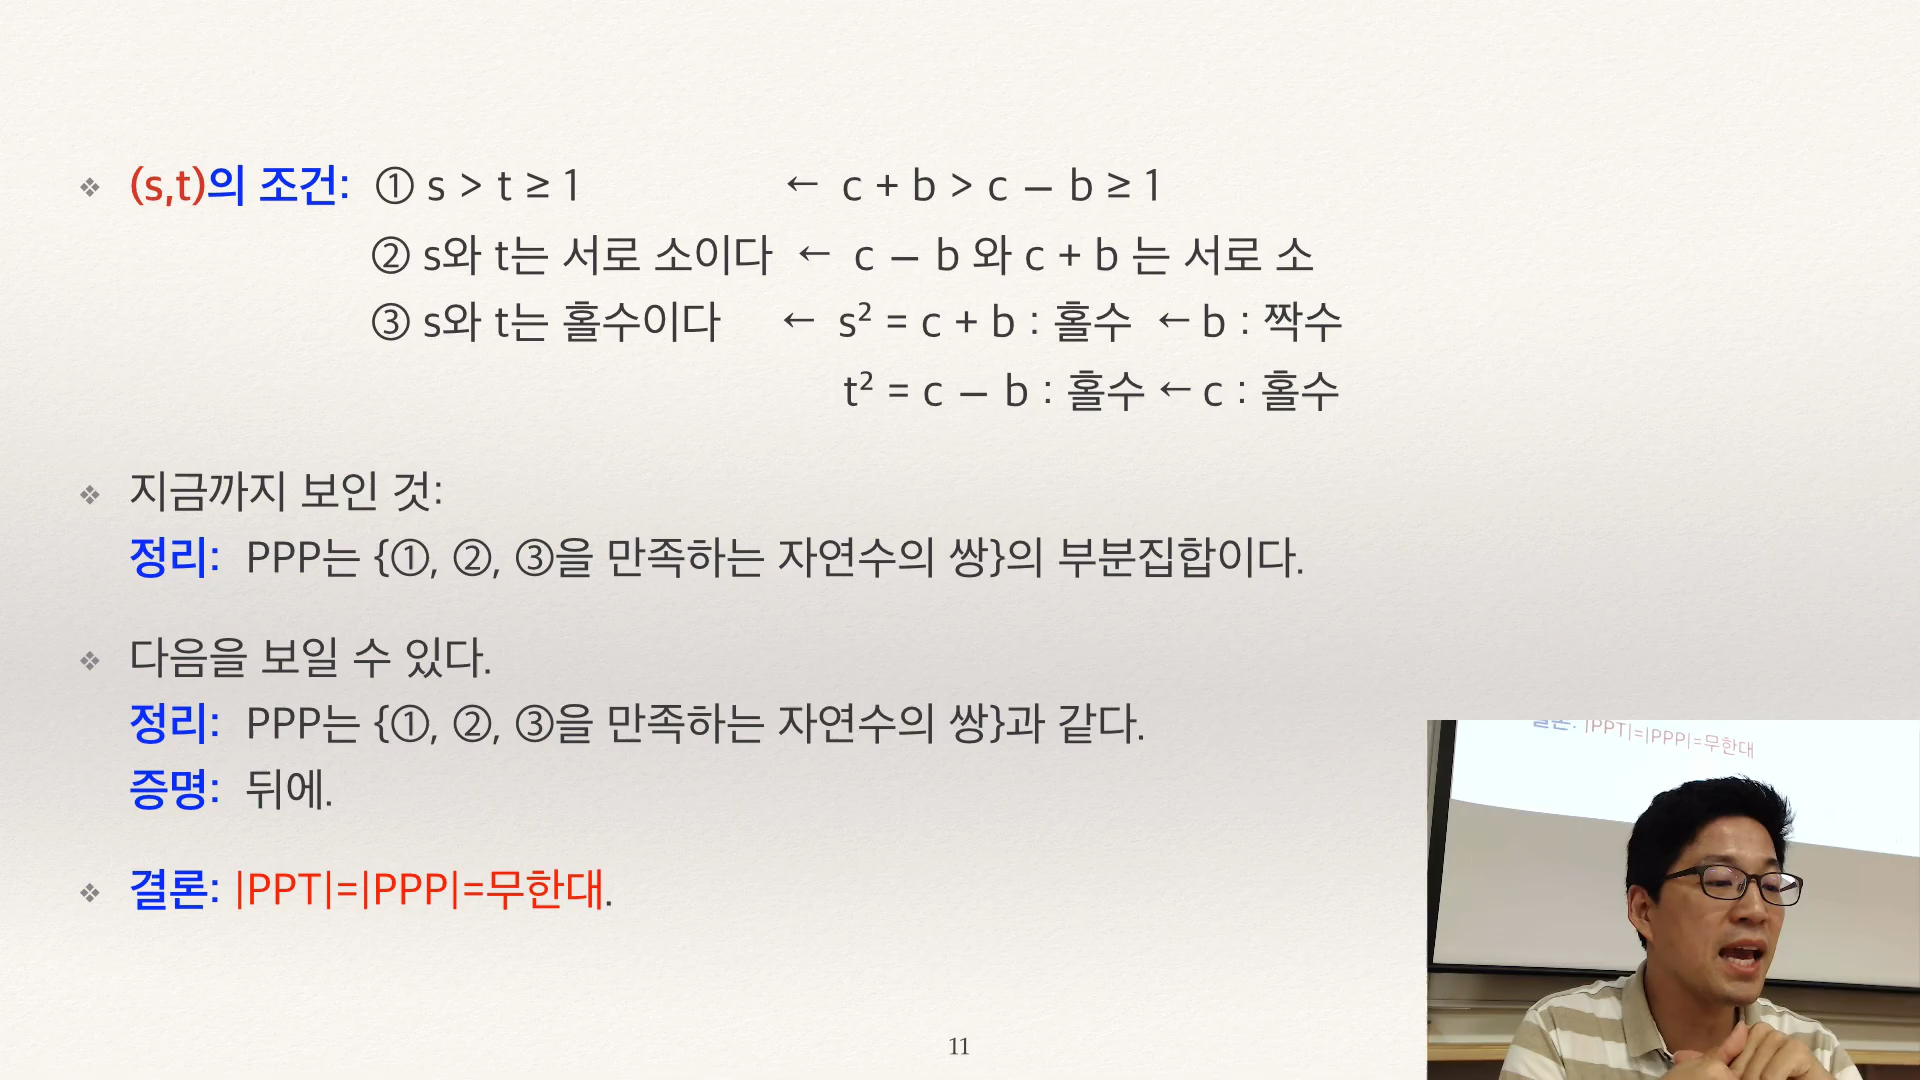 ❖ (s,t)의 조건: ① s > t ≥ 1 ← c + b > c − b ≥ 1
② s와 t는 서로 소이다 ← c − b 와 c + b 는 서로 소
③ s와 t는 홀수이다 ← s² = c + b : 홀수 ← b : 짝수
t² = c − b : 홀수 ← c : 홀수
❖ 지금까지 보인 것:
정리: PPP는 {①, ②, ③을 만족하는 자연수의 쌍}의 부분집합이다.
❖ 다음을 보일 수 있다.
정리: PPP는 {①, ②, ③을 만족하는 자연수의 쌍}과 같다.
증명: 뒤에.
❖ 결론: |PPT|=|PPP|=무한대.
결론: |PPT|=|PPP|=무한대
11